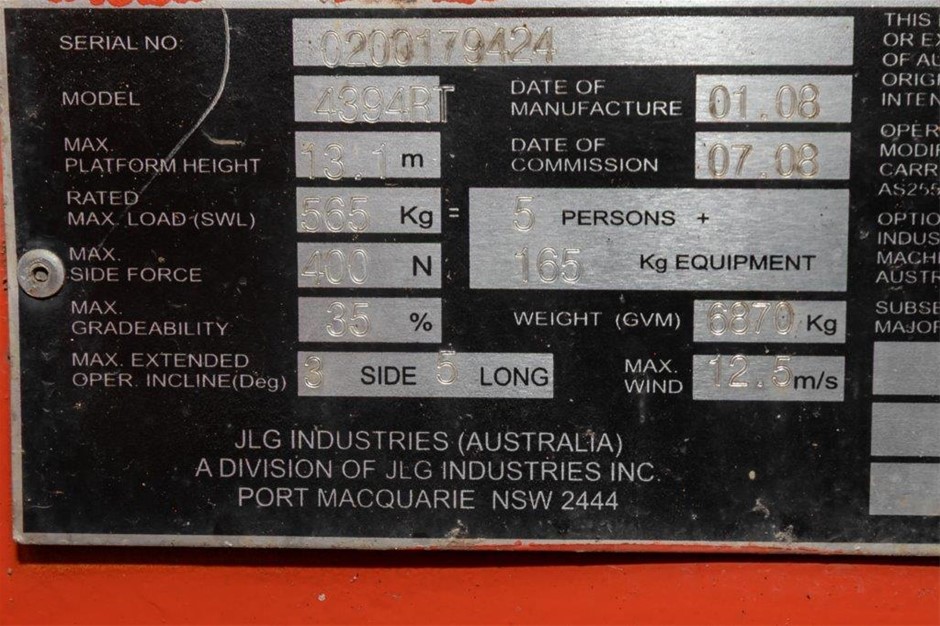 SERIAL NO: 0200179424
MODEL 4394RT
DATE OF MANUFACTURE 01.08
MAX. PLATFORM HEIGHT 13.1 m
DATE OF COMMISSION 07.08
RATED MAX. LOAD (SWL) 565 Kg = 5 PERSONS +
165 Kg EQUIPMENT
MAX. SIDE FORCE 400 N
MAX. GRADEABILITY 35 %
WEIGHT (GVM) 6870 Kg
MAX. EXTENDED OPER. INCLINE(Deg) 3 SIDE 5 LONG
MAX. WIND 12.5 m/s
JLG INDUSTRIES (AUSTRALIA)
A DIVISION OF JLG INDUSTRIES INC.
PORT MACQUARIE NSW 2444
THIS
OR EX
OF AU
ORIGI
INTEN
OPER
MODIF
CARR
AS255
OPTIO
INDUS
MACHI
AUSTR
SUBSE
MAJOR